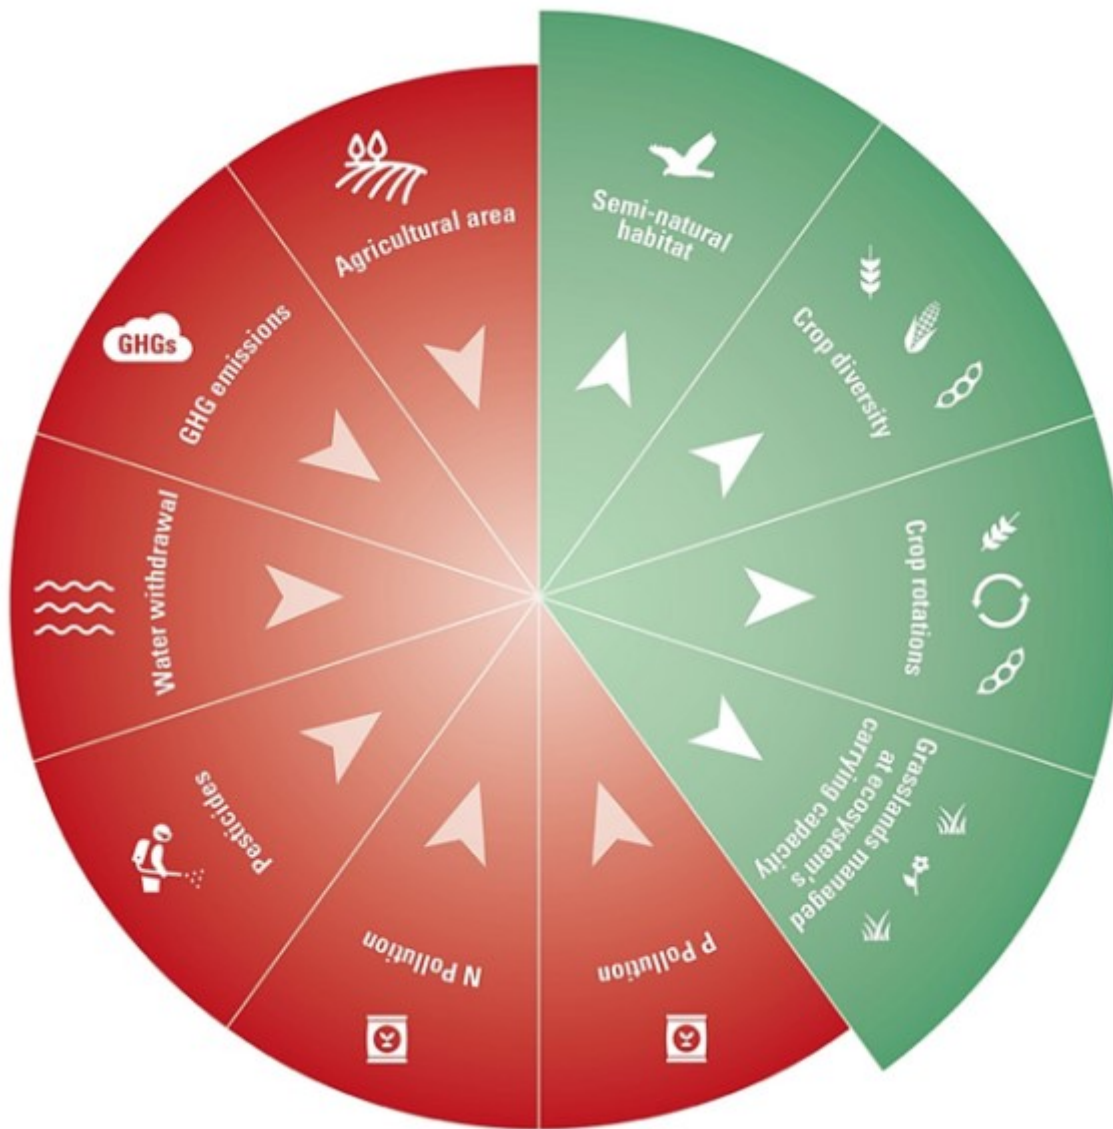 Semi-natural
habitat
Crop diversity
Crop rotations
Grasslands managed
at ecosystem's
carrying capacity
P Pollution
N Pollution
Pesticides
Water withdrawal
GHG emissions
GHGs
Agricultural area